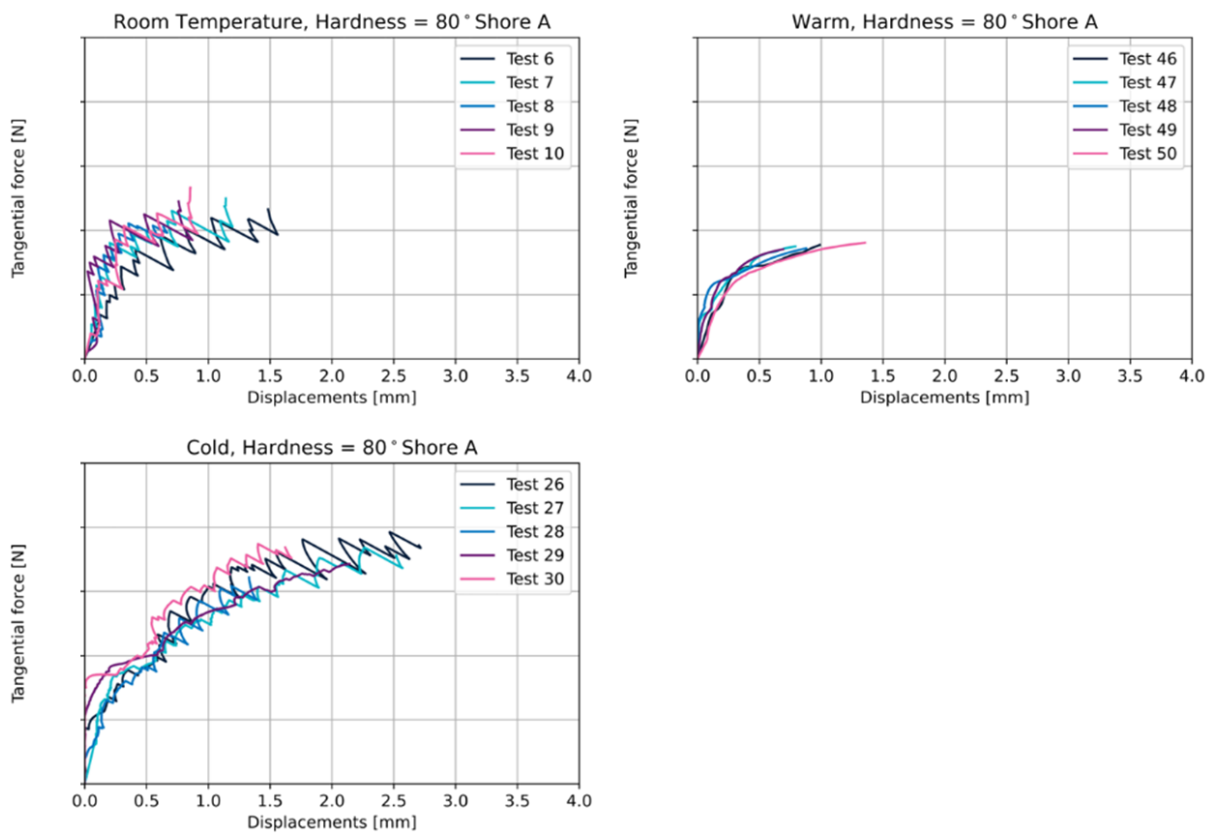 Room Temperature, Hardness = 80°Shore A
Tangential force [N]
Test 6
Test 7
Test 8
Test 9
Test 10
0.0 0.5 1.0 1.5 2.0 2.5 3.0 3.5 4.0
Displacements [mm]
Warm, Hardness = 80°Shore A
Tangential force [N]
Test 46
Test 47
Test 48
Test 49
Test 50
0.0 0.5 1.0 1.5 2.0 2.5 3.0 3.5 4.0
Displacements [mm]
Cold, Hardness = 80°Shore A
Tangential force [N]
Test 26
Test 27
Test 28
Test 29
Test 30
0.0 0.5 1.0 1.5 2.0 2.5 3.0 3.5 4.0
Displacements [mm]